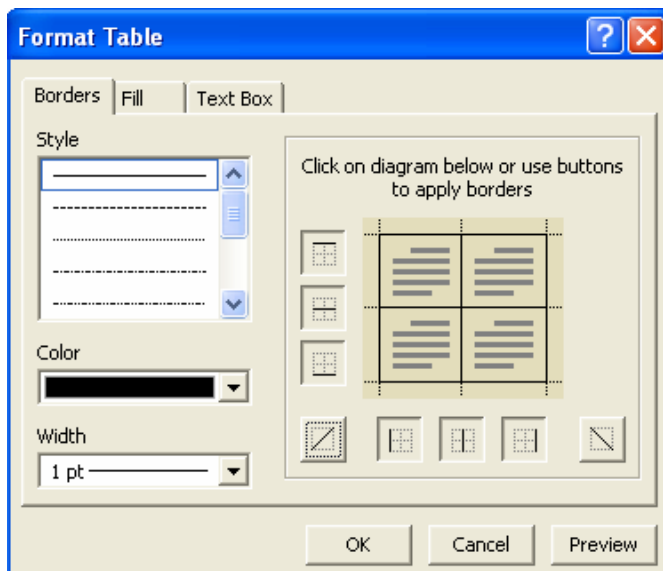 Format Table
Borders Fill Text Box
Style
Click on diagram below or use buttons
to apply borders
Color
Width
1 pt
OK Cancel Preview